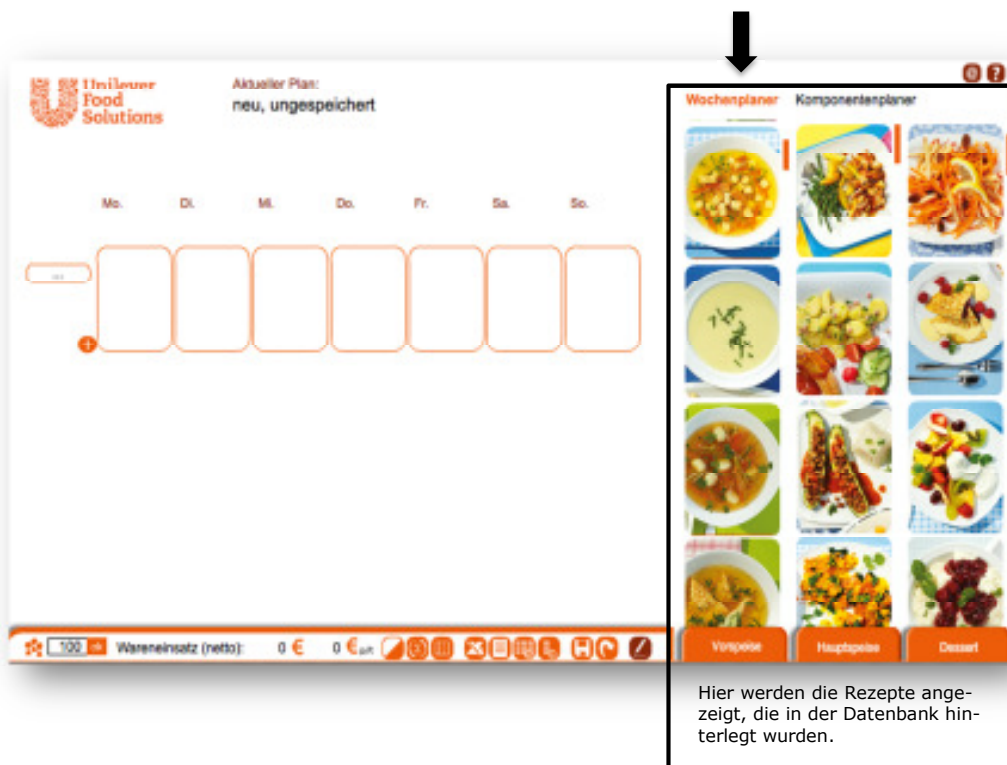 Unilever
Food
Solutions
Aktueller Plan:
neu, ungespeichert
Wochenplaner Komponentenplaner
Mo. Di. Mi. Do. Fr. Sa. So.
100 Wareneinsatz (netto): 0 € 0 €
Vorspeise Hauptspeise Dessert
Hier werden die Rezepte ange-
zeigt, die in der Datenbank hin-
terlegt wurden.